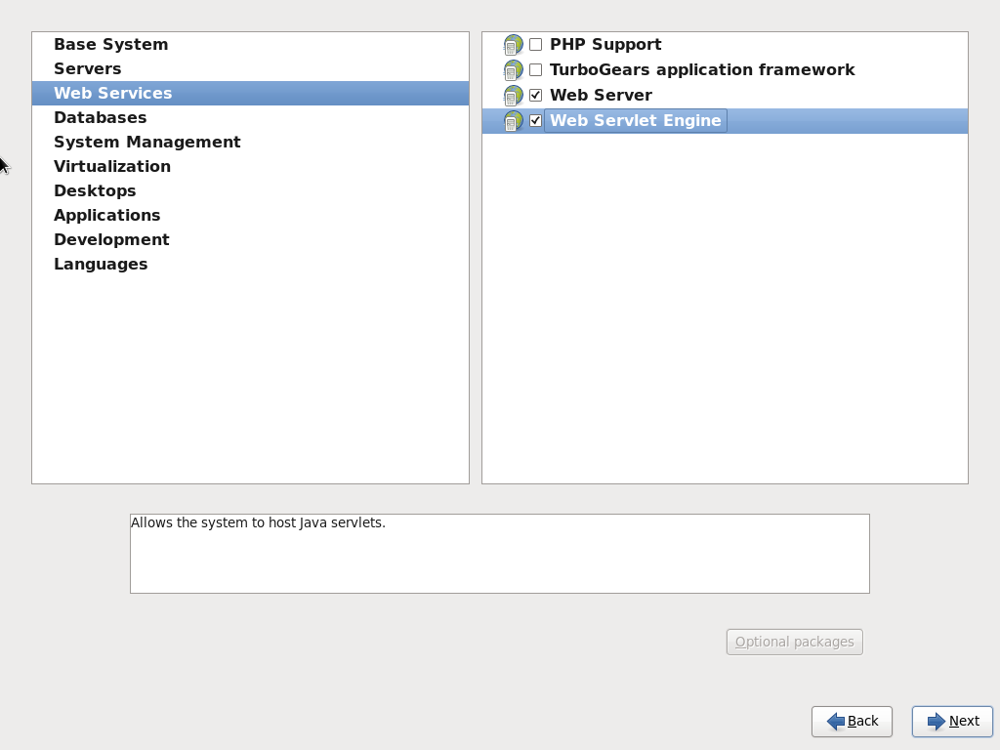 Base System
Servers
Web Services
Databases
System Management
Virtualization
Desktops
Applications
Development
Languages
PHP Support
TurboGears application framework
Web Server
Web Servlet Engine
Allows the system to host Java servlets.
Optional packages
Back
Next